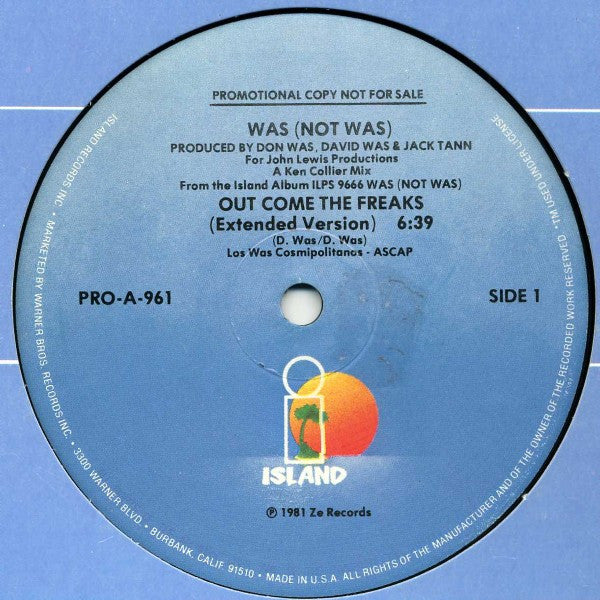 PROMOTIONAL COPY NOT FOR SALE
WAS (NOT WAS)
PRODUCED BY DON WAS, DAVID WAS & JACK TANN
For John Lewis Productions
A Ken Collier Mix
From the Island Album ILPS 9666 WAS (NOT WAS)
OUT COME THE FREAKS
(Extended Version) 6:39
(D. Was/D. Was)
Los Was Cosmipolitanos - ASCAP
PRO-A-961
SIDE 1
ISLAND
℗ 1981 Ze Records
ISLAND RECORDS INC • MARKETED BY WARNER BROS. RECORDS INC. • 3300 WARNER BLVD • BURBANK, CALIF. 91510 • MADE IN U.S.A. ALL RIGHTS OF THE MANUFACTURER AND OF THE OWNER OF THE RECORDED WORK RESERVED • ™ USED UNDER LICENSE